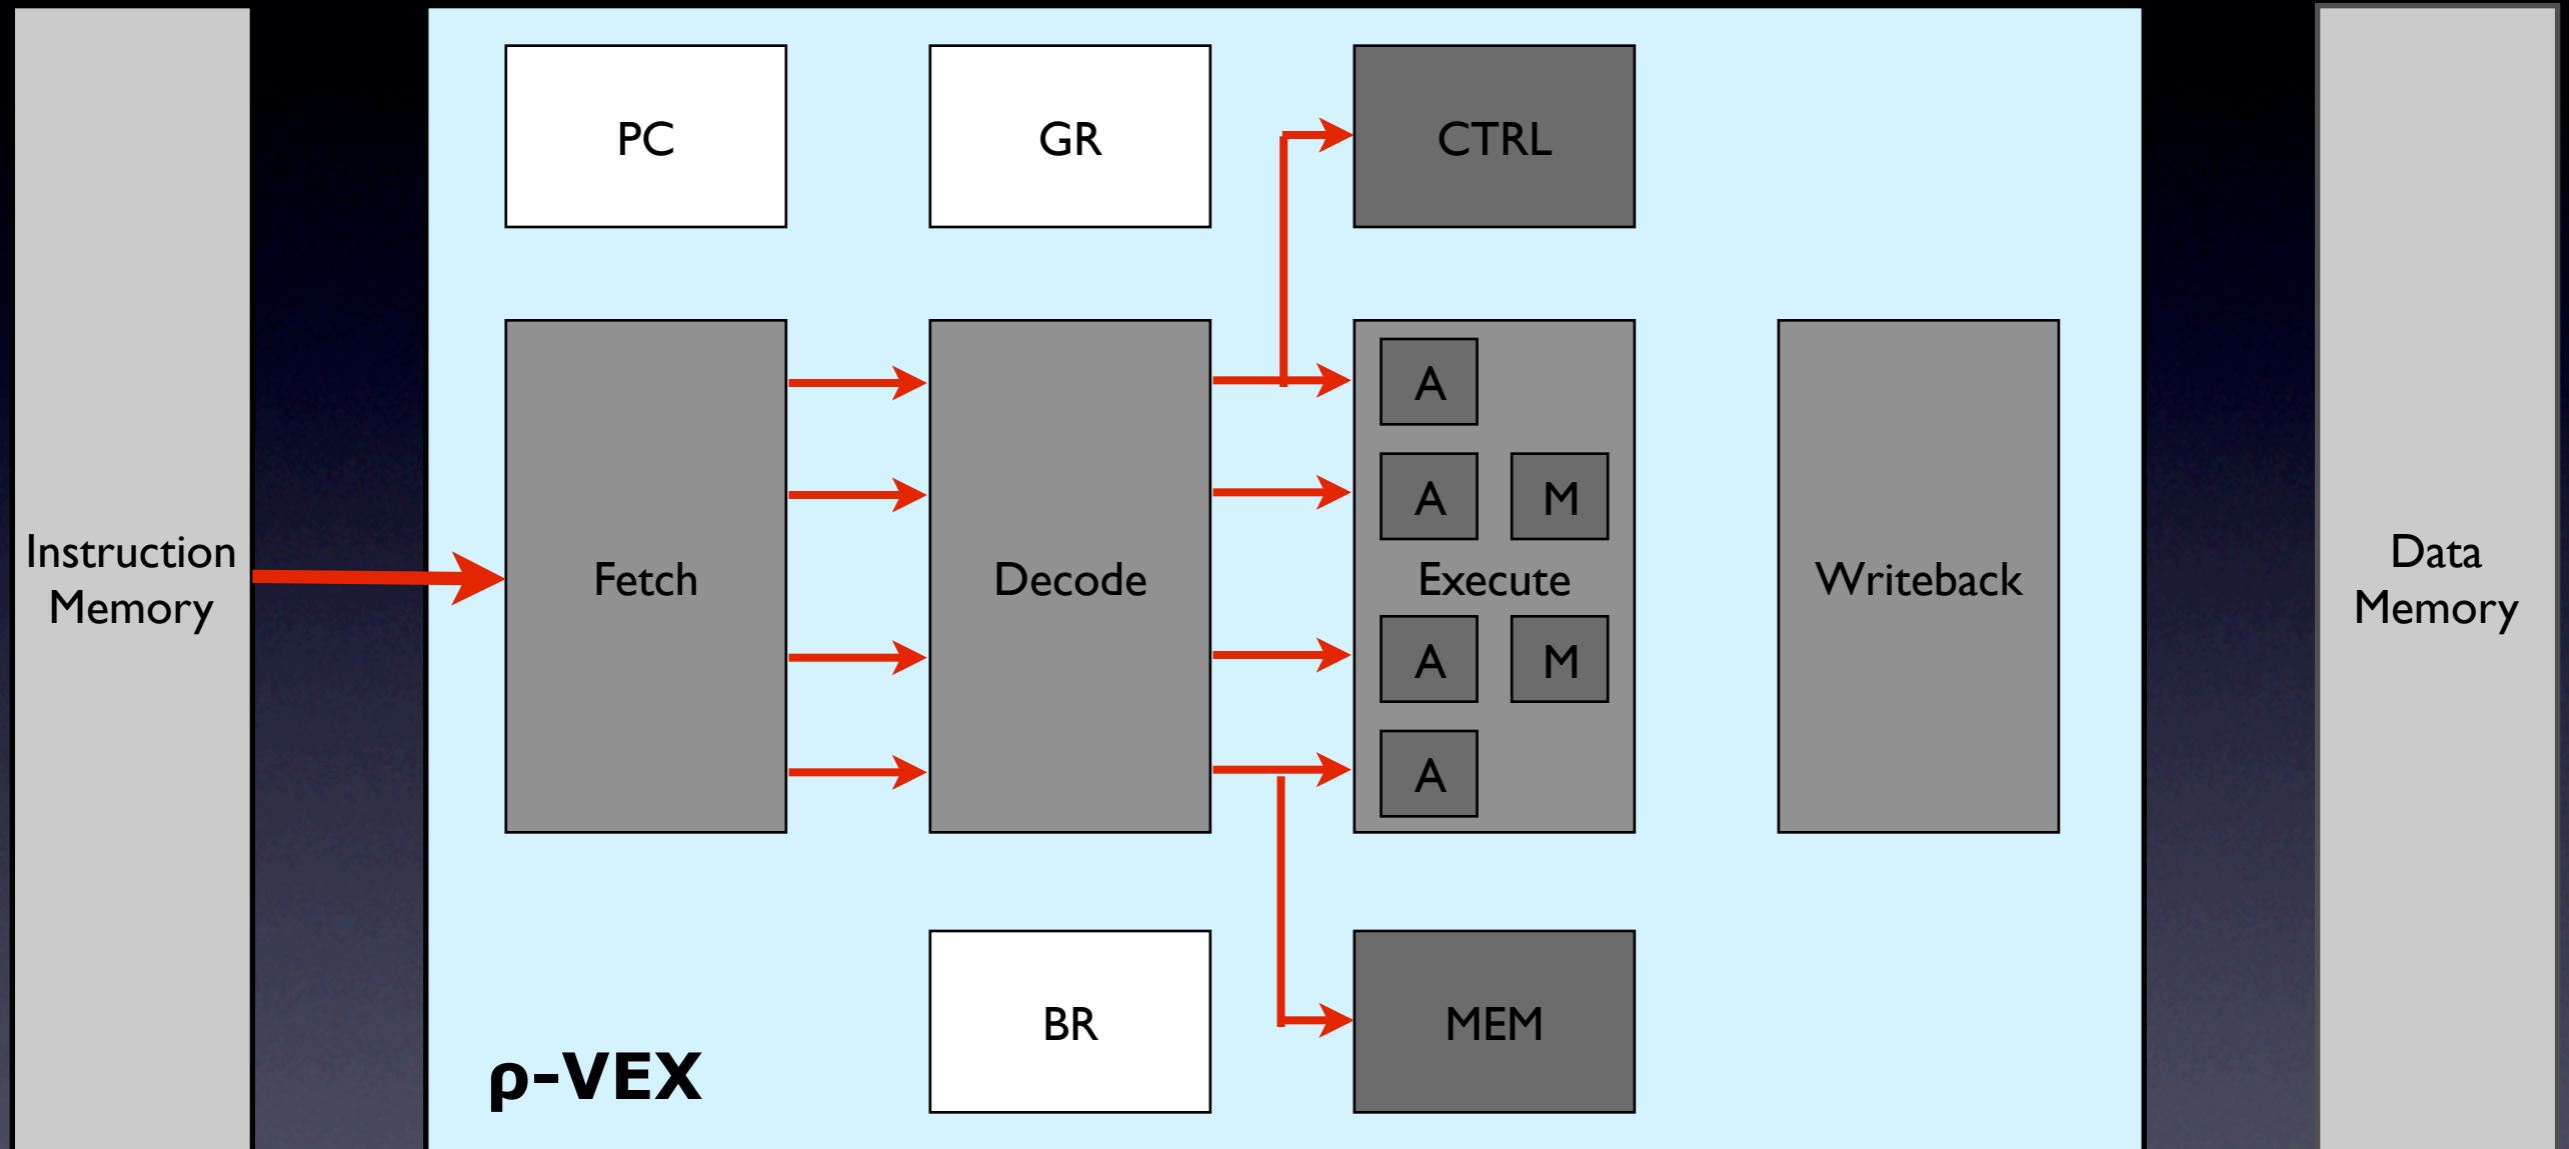 PC
GR
CTRL
Instruction
Memory
Fetch
Decode
A
A
M
Execute
A
M
A
Writeback
Data
Memory
BR
MEM
ρ-VEX